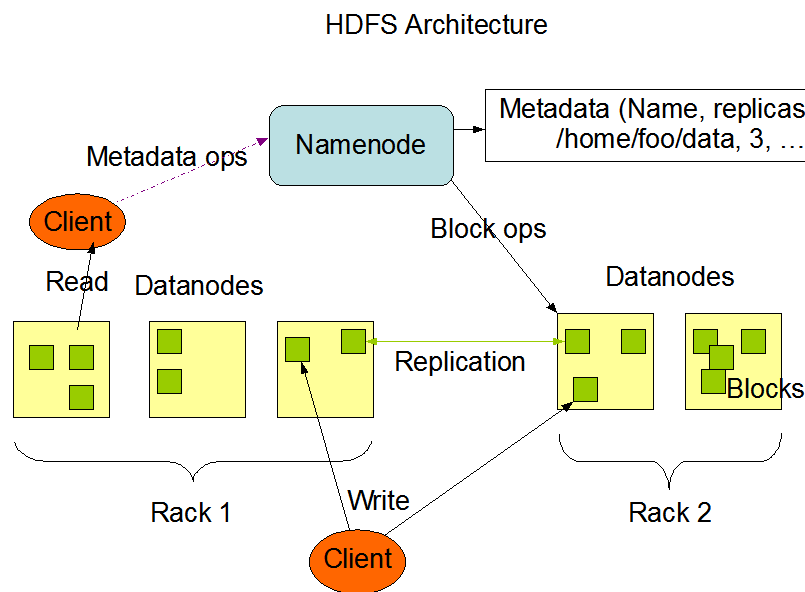 HDFS Architecture
Metadata (Name, replicas
/home/foo/data, 3, …
Namenode
Metadata ops
Client
Block ops
Read
Datanodes
Datanodes
Replication
Blocks
Rack 1
Write
Rack 2
Client